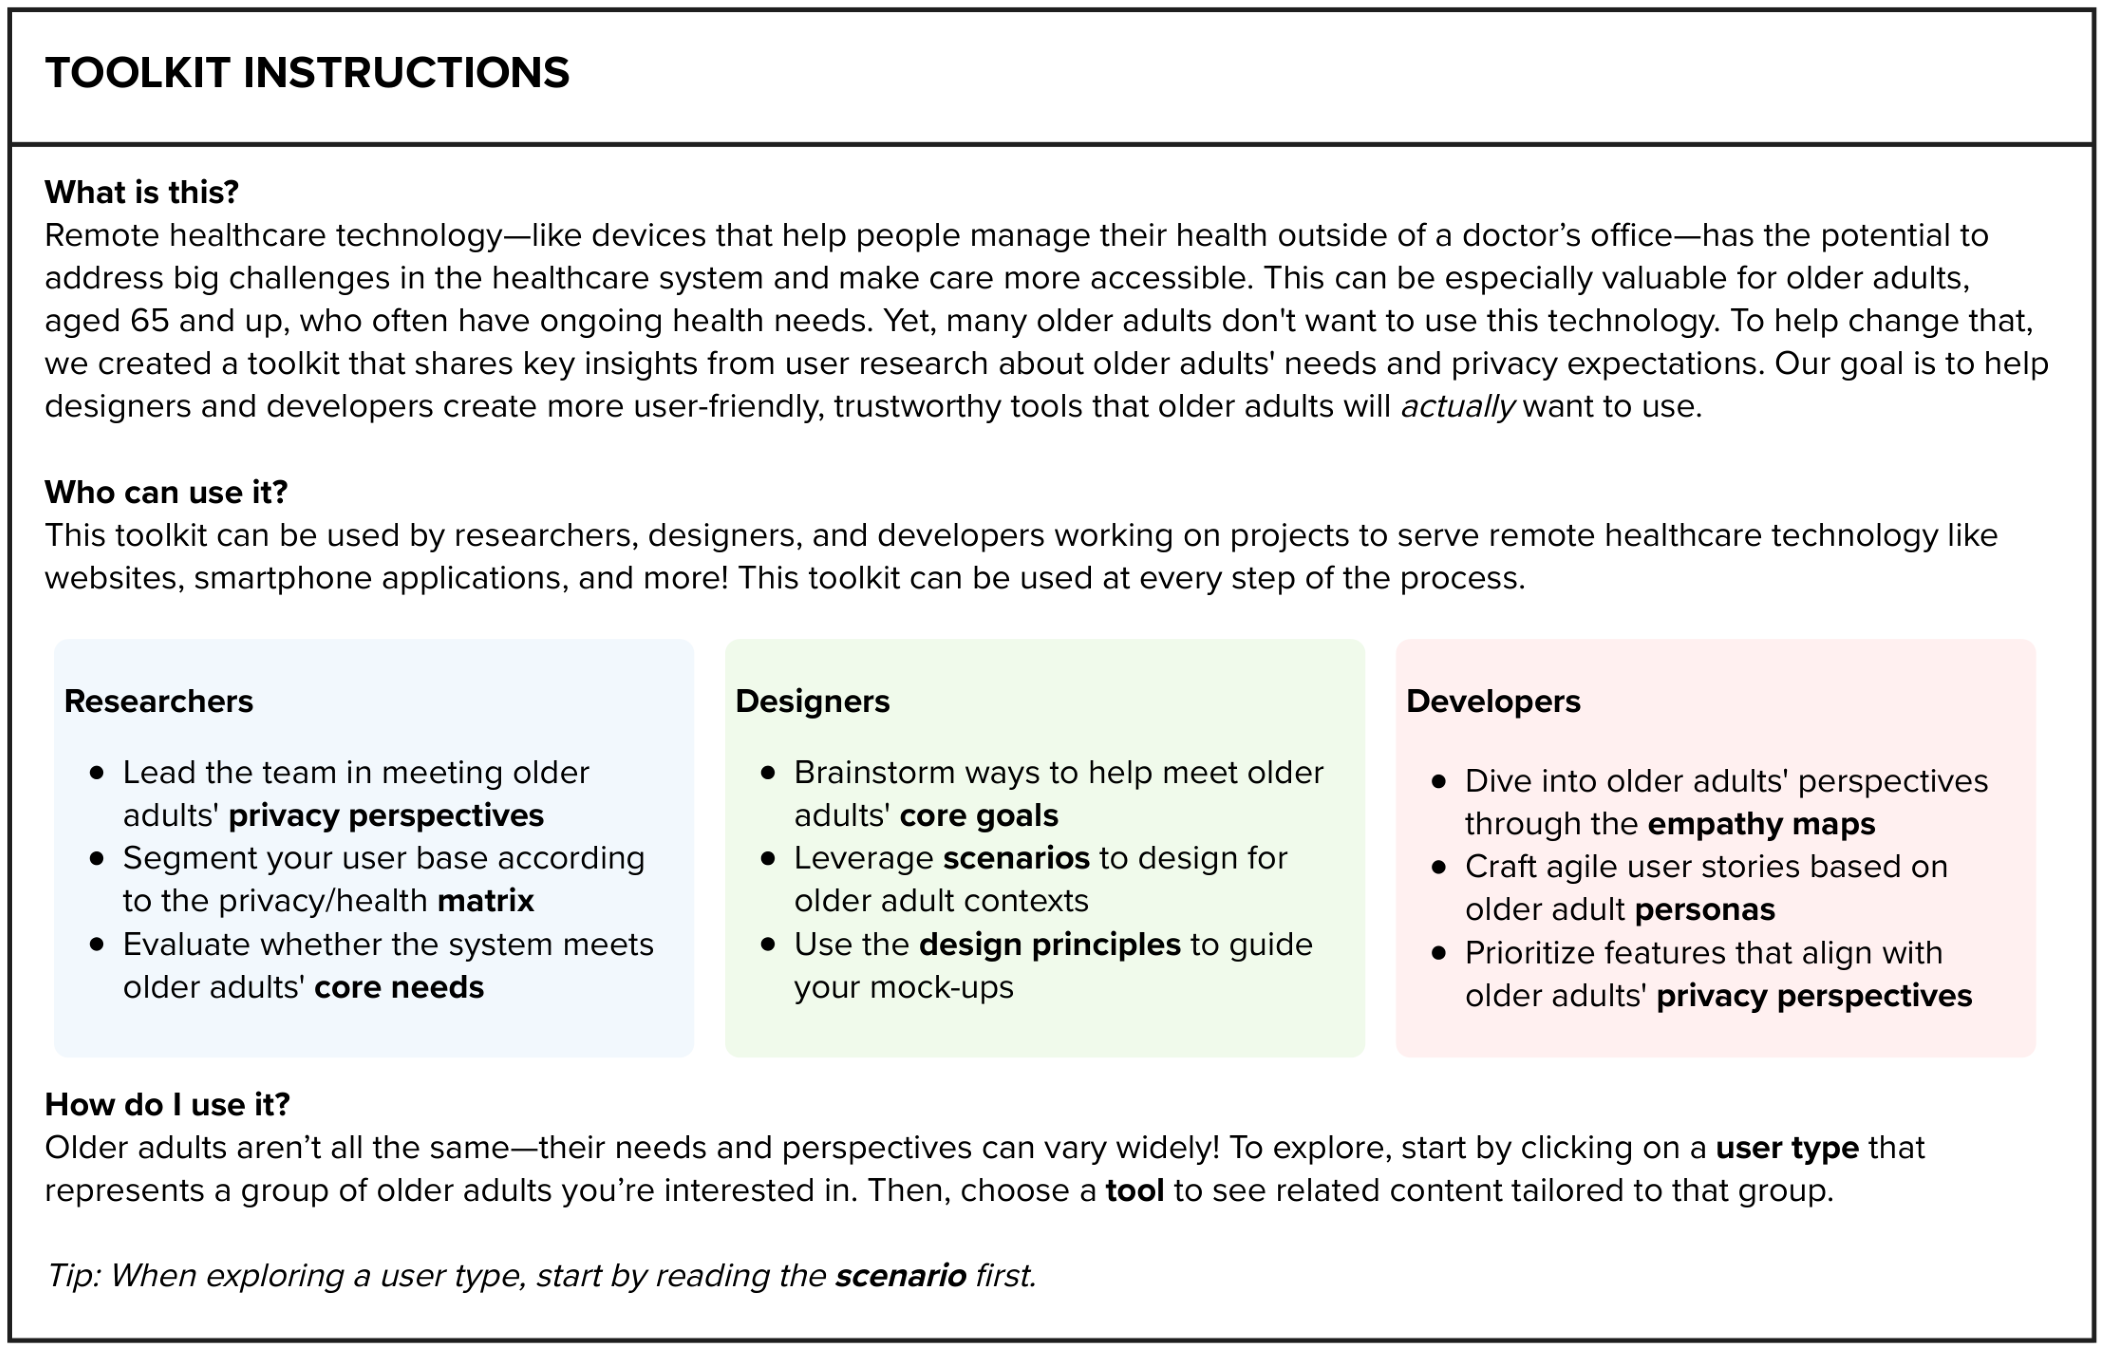 TOOLKIT INSTRUCTIONS
What is this?
Remote healthcare technology—like devices that help people manage their health outside of a doctor’s office—has the potential to
address big challenges in the healthcare system and make care more accessible. This can be especially valuable for older adults,
aged 65 and up, who often have ongoing health needs. Yet, many older adults don't want to use this technology. To help change that,
we created a toolkit that shares key insights from user research about older adults' needs and privacy expectations. Our goal is to help
designers and developers create more user-friendly, trustworthy tools that older adults will actually want to use.
Who can use it?
This toolkit can be used by researchers, designers, and developers working on projects to serve remote healthcare technology like
websites, smartphone applications, and more! This toolkit can be used at every step of the process.
Researchers
• Lead the team in meeting older
adults' privacy perspectives
• Segment your user base according
to the privacy/health matrix
• Evaluate whether the system meets
older adults' core needs
Designers
• Brainstorm ways to help meet older
adults' core goals
• Leverage scenarios to design for
older adult contexts
• Use the design principles to guide
your mock-ups
Developers
• Dive into older adults' perspectives
through the empathy maps
• Craft agile user stories based on
older adult personas
• Prioritize features that align with
older adults' privacy perspectives
How do I use it?
Older adults aren’t all the same—their needs and perspectives can vary widely! To explore, start by clicking on a user type that
represents a group of older adults you’re interested in. Then, choose a tool to see related content tailored to that group.
Tip: When exploring a user type, start by reading the scenario first.